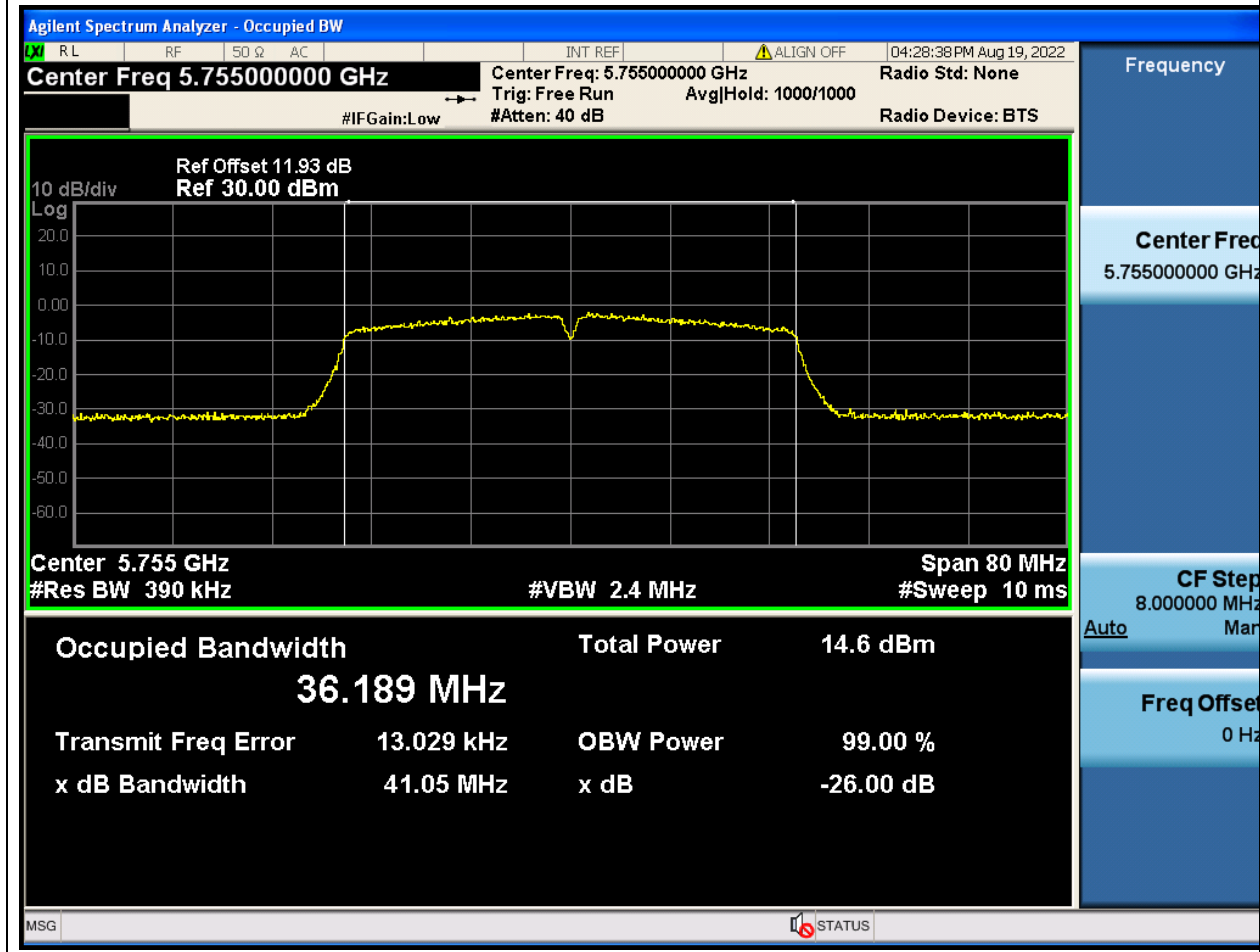 Agilent Spectrum Analyzer - Occupied BW
LXI RL RF 50 Ω AC INT REF ALIGN OFF 04:28:38 PM Aug 19, 2022
Center Freq 5.755000000 GHz
Center Freq: 5.755000000 GHz
Radio Std: None
Trig: Free Run Avg|Hold: 1000/1000
#IFGain:Low
#Atten: 40 dB
Radio Device: BTS
Ref Offset 11.93 dB
10 dB/div Ref 30.00 dBm
Log
20.0
10.0
0.00
-10.0
-20.0
-30.0
-40.0
-50.0
-60.0
Center 5.755 GHz Span 80 MHz
#Res BW 390 kHz #VBW 2.4 MHz #Sweep 10 ms
Occupied Bandwidth Total Power 14.6 dBm
36.189 MHz
Transmit Freq Error 13.029 kHz OBW Power 99.00 %
x dB Bandwidth 41.05 MHz x dB -26.00 dB
MSG STATUS
Frequency
Center Freq
5.755000000 GHz
CF Step
8.000000 MHz
Auto Man
Freq Offset
0 Hz